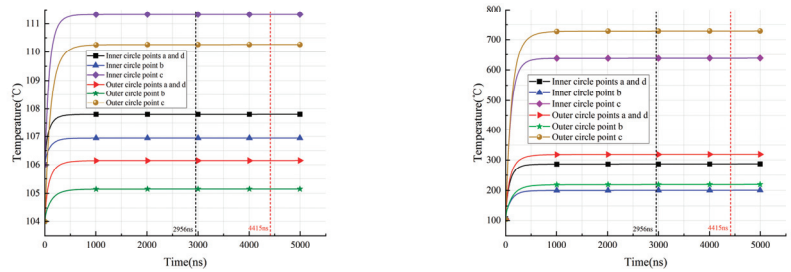 111
110
109
108
107
106
105
104
Temperature(℃)
Inner circle points a and d
Inner circle point b
Inner circle point c
Outer circle points a and d
Outer circle point b
Outer circle point c
2956ns
4415ns
0
1000
2000
3000
4000
5000
Time(ns)
800
700
600
500
400
300
200
100
Temperature(℃)
Inner circle points a and d
Inner circle point b
Inner circle point c
Outer circle points a and d
Outer circle point b
Outer circle point c
2956ns
4415ns
0
1000
2000
3000
4000
5000
Time(ns)